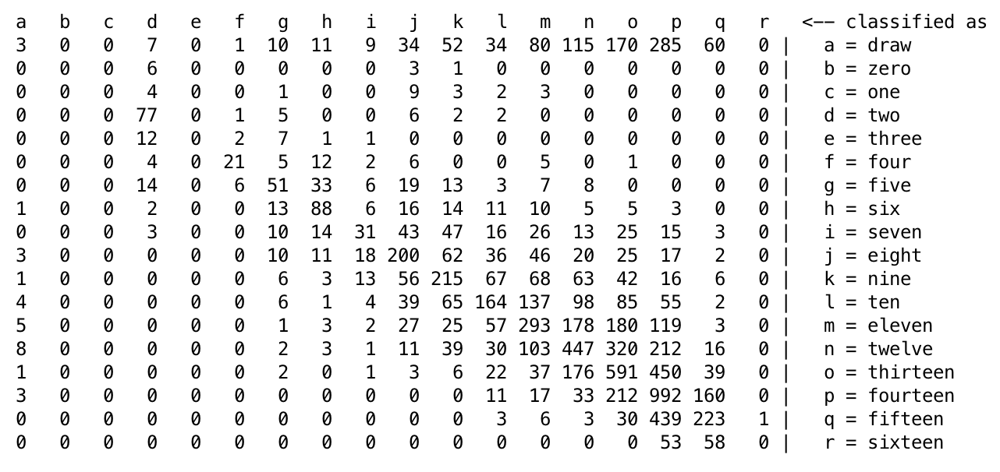 a b c d e f g h i j k l m n o p q r <-- classified as
3 0 0 7 0 1 10 11 9 34 52 34 80 115 170 285 60 0 | a = draw
0 0 0 6 0 0 0 0 0 3 1 0 0 0 0 0 0 0 | b = zero
0 0 0 4 0 0 1 0 0 9 3 2 3 0 0 0 0 0 | c = one
0 0 0 77 0 1 5 0 0 6 2 2 0 0 0 0 0 0 | d = two
0 0 0 12 0 2 7 1 1 0 0 0 0 0 0 0 0 0 | e = three
0 0 0 4 0 21 5 12 2 6 0 0 5 0 1 0 0 0 | f = four
0 0 0 14 0 6 51 33 6 19 13 3 7 8 0 0 0 0 | g = five
1 0 0 2 0 0 13 88 6 16 14 11 10 5 5 3 0 0 | h = six
0 0 0 3 0 0 10 14 31 43 47 16 26 13 25 15 3 0 | i = seven
3 0 0 0 0 0 10 11 18 200 62 36 46 20 25 17 2 0 | j = eight
1 0 0 0 0 0 6 3 13 56 215 67 68 63 42 16 6 0 | k = nine
4 0 0 0 0 0 6 1 4 39 65 164 137 98 85 55 2 0 | l = ten
5 0 0 0 0 0 1 3 2 27 25 57 293 178 180 119 3 0 | m = eleven
8 0 0 0 0 0 2 3 1 11 39 30 103 447 320 212 16 0 | n = twelve
1 0 0 0 0 0 2 0 1 3 6 22 37 176 591 450 39 0 | o = thirteen
3 0 0 0 0 0 0 0 0 0 0 11 17 33 212 992 160 0 | p = fourteen
0 0 0 0 0 0 0 0 0 0 0 3 6 3 30 439 223 1 | q = fifteen
0 0 0 0 0 0 0 0 0 0 0 0 0 0 0 53 58 0 | r = sixteen